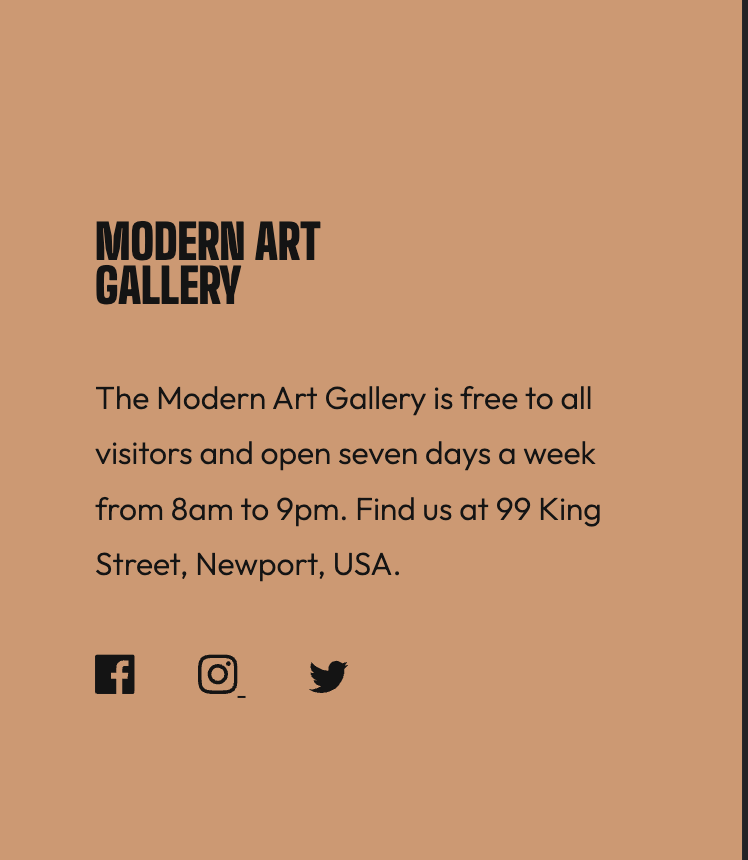 MODERN ART
GALLERY
The Modern Art Gallery is free to all
visitors and open seven days a week
from 8am to 9pm. Find us at 99 King
Street, Newport, USA.